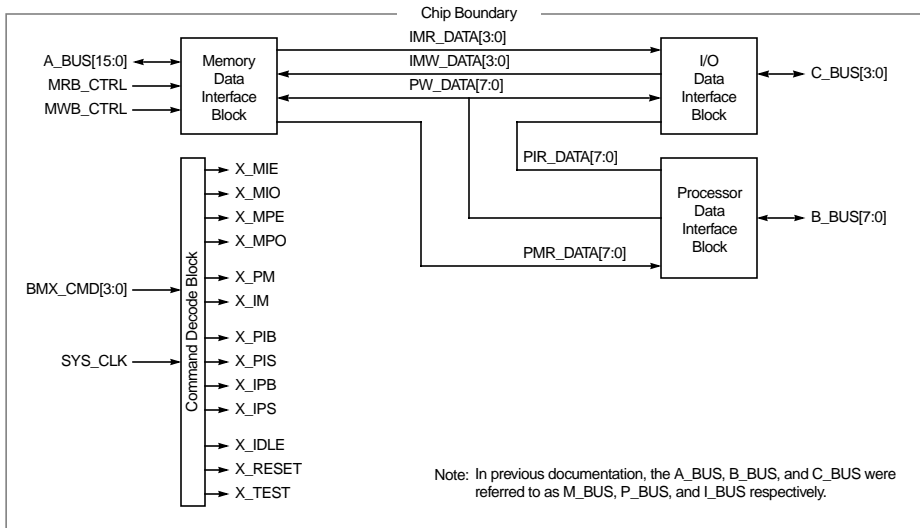 Chip Boundary
A_BUS[15:0]
MRB_CTRL
MWB_CTRL
Memory
Data
Interface
Block
IMR_DATA[3:0]
IMW_DATA[3:0]
PW_DATA[7:0]
I/O
Data
Interface
Block
C_BUS[3:0]
PIR_DATA[7:0]
PMR_DATA[7:0]
Processor
Data
Interface
Block
B_BUS[7:0]
BMX_CMD[3:0]
SYS_CLK
Command Decode Block
X_MIE
X_MIO
X_MPE
X_MPO
X_PM
X_IM
X_PIB
X_PIS
X_IPB
X_IPS
X_IDLE
X_RESET
X_TEST
Note: In previous documentation, the A_BUS, B_BUS, and C_BUS were
referred to as M_BUS, P_BUS, and I_BUS respectively.